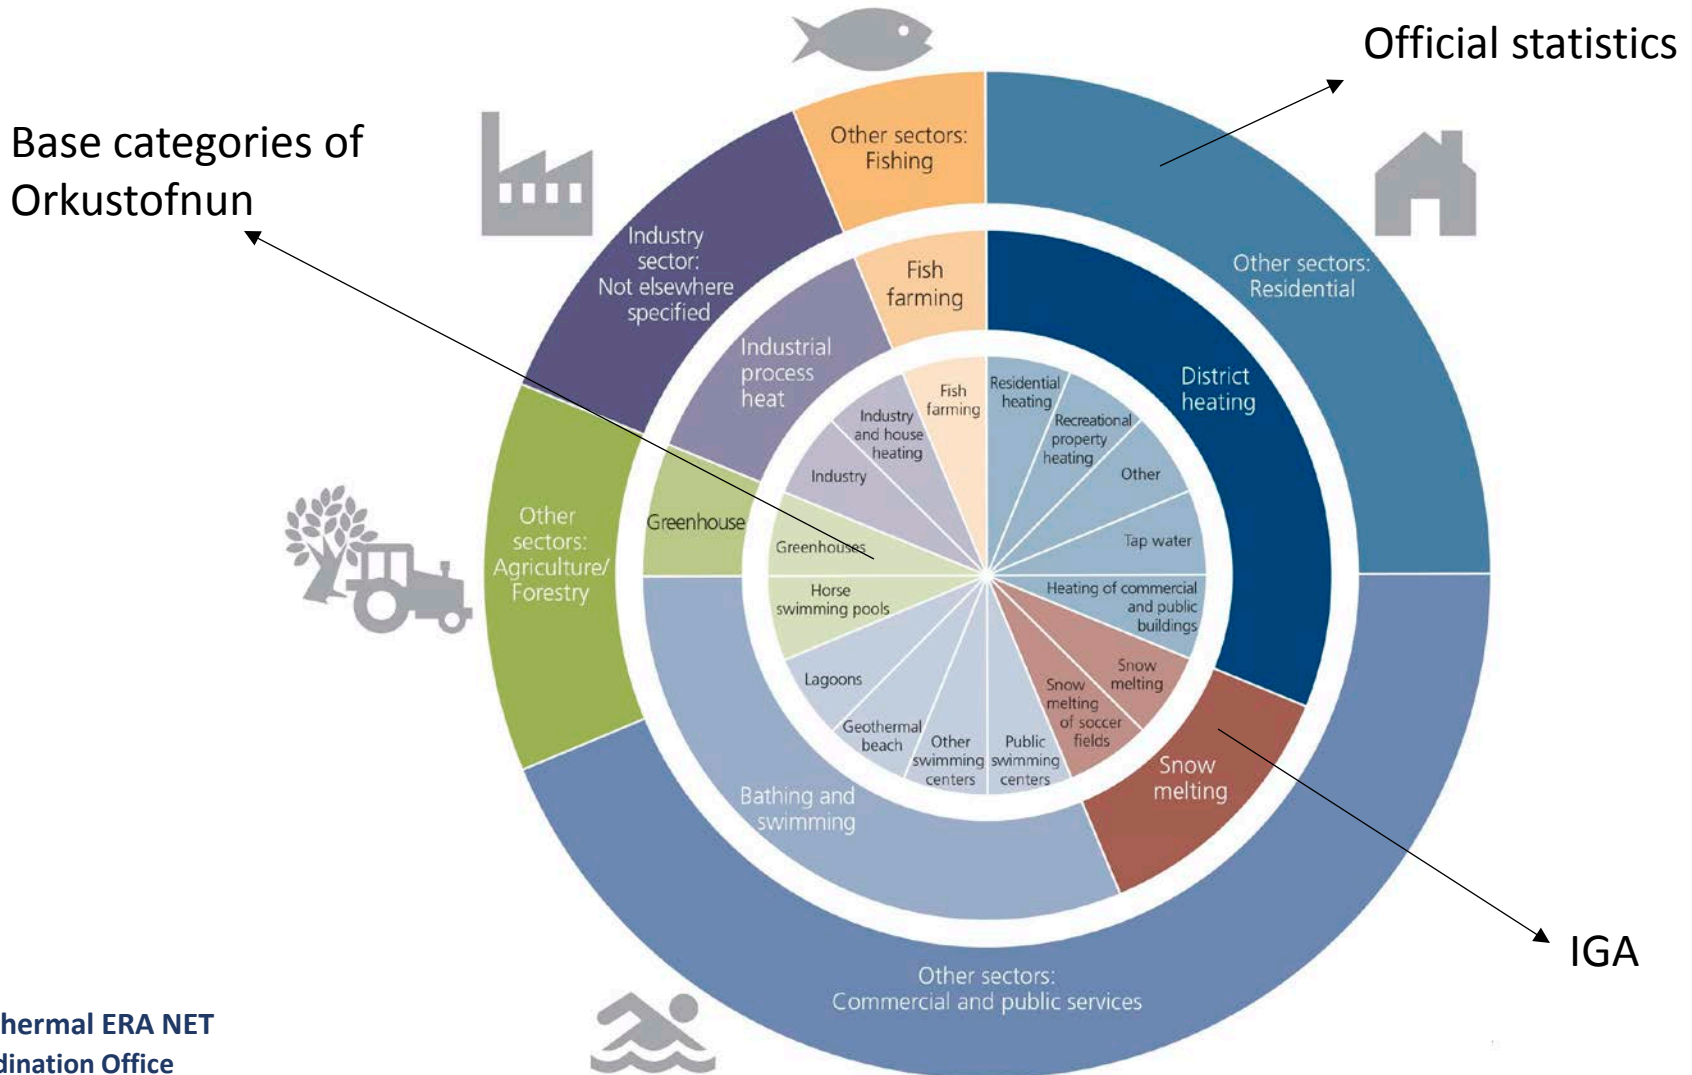 Official statistics
Base categories of
Orkustofnun
Other sectors:
Fishing
Industry
sector:
Not elsewhere
specified
Other sectors:
Residential
Fish
farming
Industrial
process
heat
District
heating
Fish
farming
Residential
heating
Industry
and house
heating
Recreational
property
heating
Industry
Other
Other
sectors:
Agriculture/
Forestry
Greenhouse
Greenhouses
Tap water
Horse
swimming pools
Heating of commercial
and public
buildings
Lagoons
Snow
melting
Snow
melting
of soccer
fields
Geothermal
beach
Other
swimming
centers
Public
swimming
centers
Snow
melting
Bathing and
swimming
IGA
Other sectors:
Commercial and public services
hermal ERA NET
dination Office